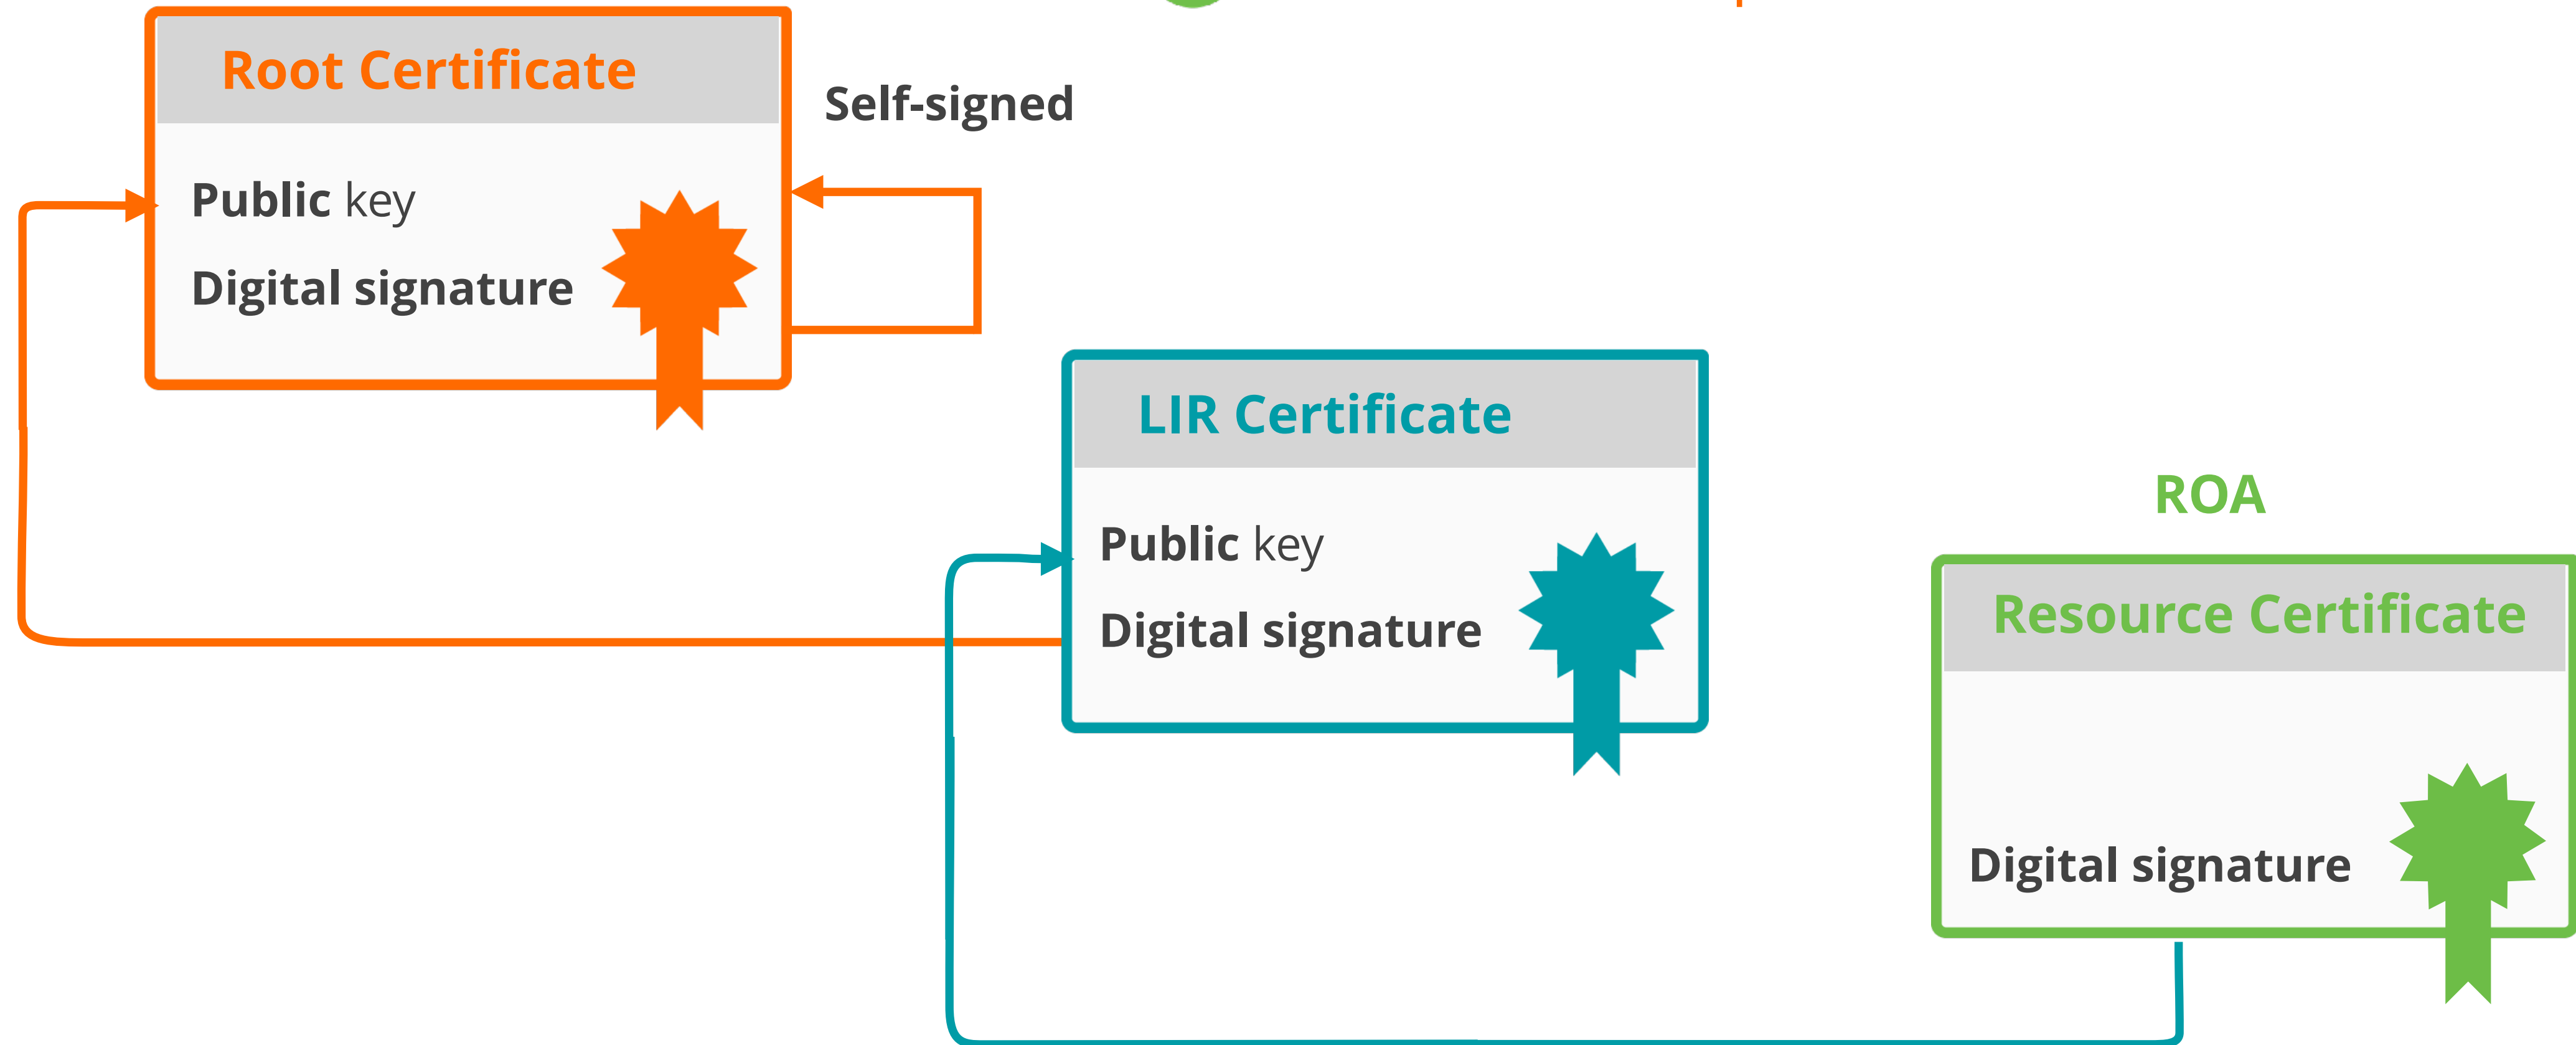 Root Certificate
Self-signed
Public key
Digital signature
LIR Certificate
Public key
Digital signature
ROA
Resource Certificate
Digital signature